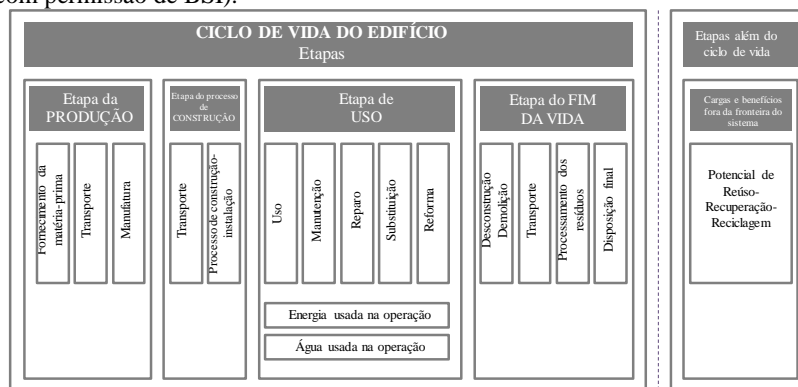 com permissão de BSI).
CICLO DE VIDA DO EDIFÍCIO
Etapas
Etapas além do
ciclo de vida
Etapa da
PRODUÇÃO
Etapa do processo
de
CONSTRUÇÃO
Etapa de
USO
Etapa do FIM
DA VIDA
Cargas e benefícios
fora da fronteira do
sistema
Fornecimento da
matéria-prima
Transporte
Manufatura
Transporte
Processo de construção-
instalação
Uso
Manutenção
Reparo
Substituição
Reforma
Desconstrução
Demolição
Transporte
Processamento dos
resíduos
Disposição final
Potencial de
Reúso-
Recuperação-
Reciclagem
Energia usada na operação
Água usada na operação